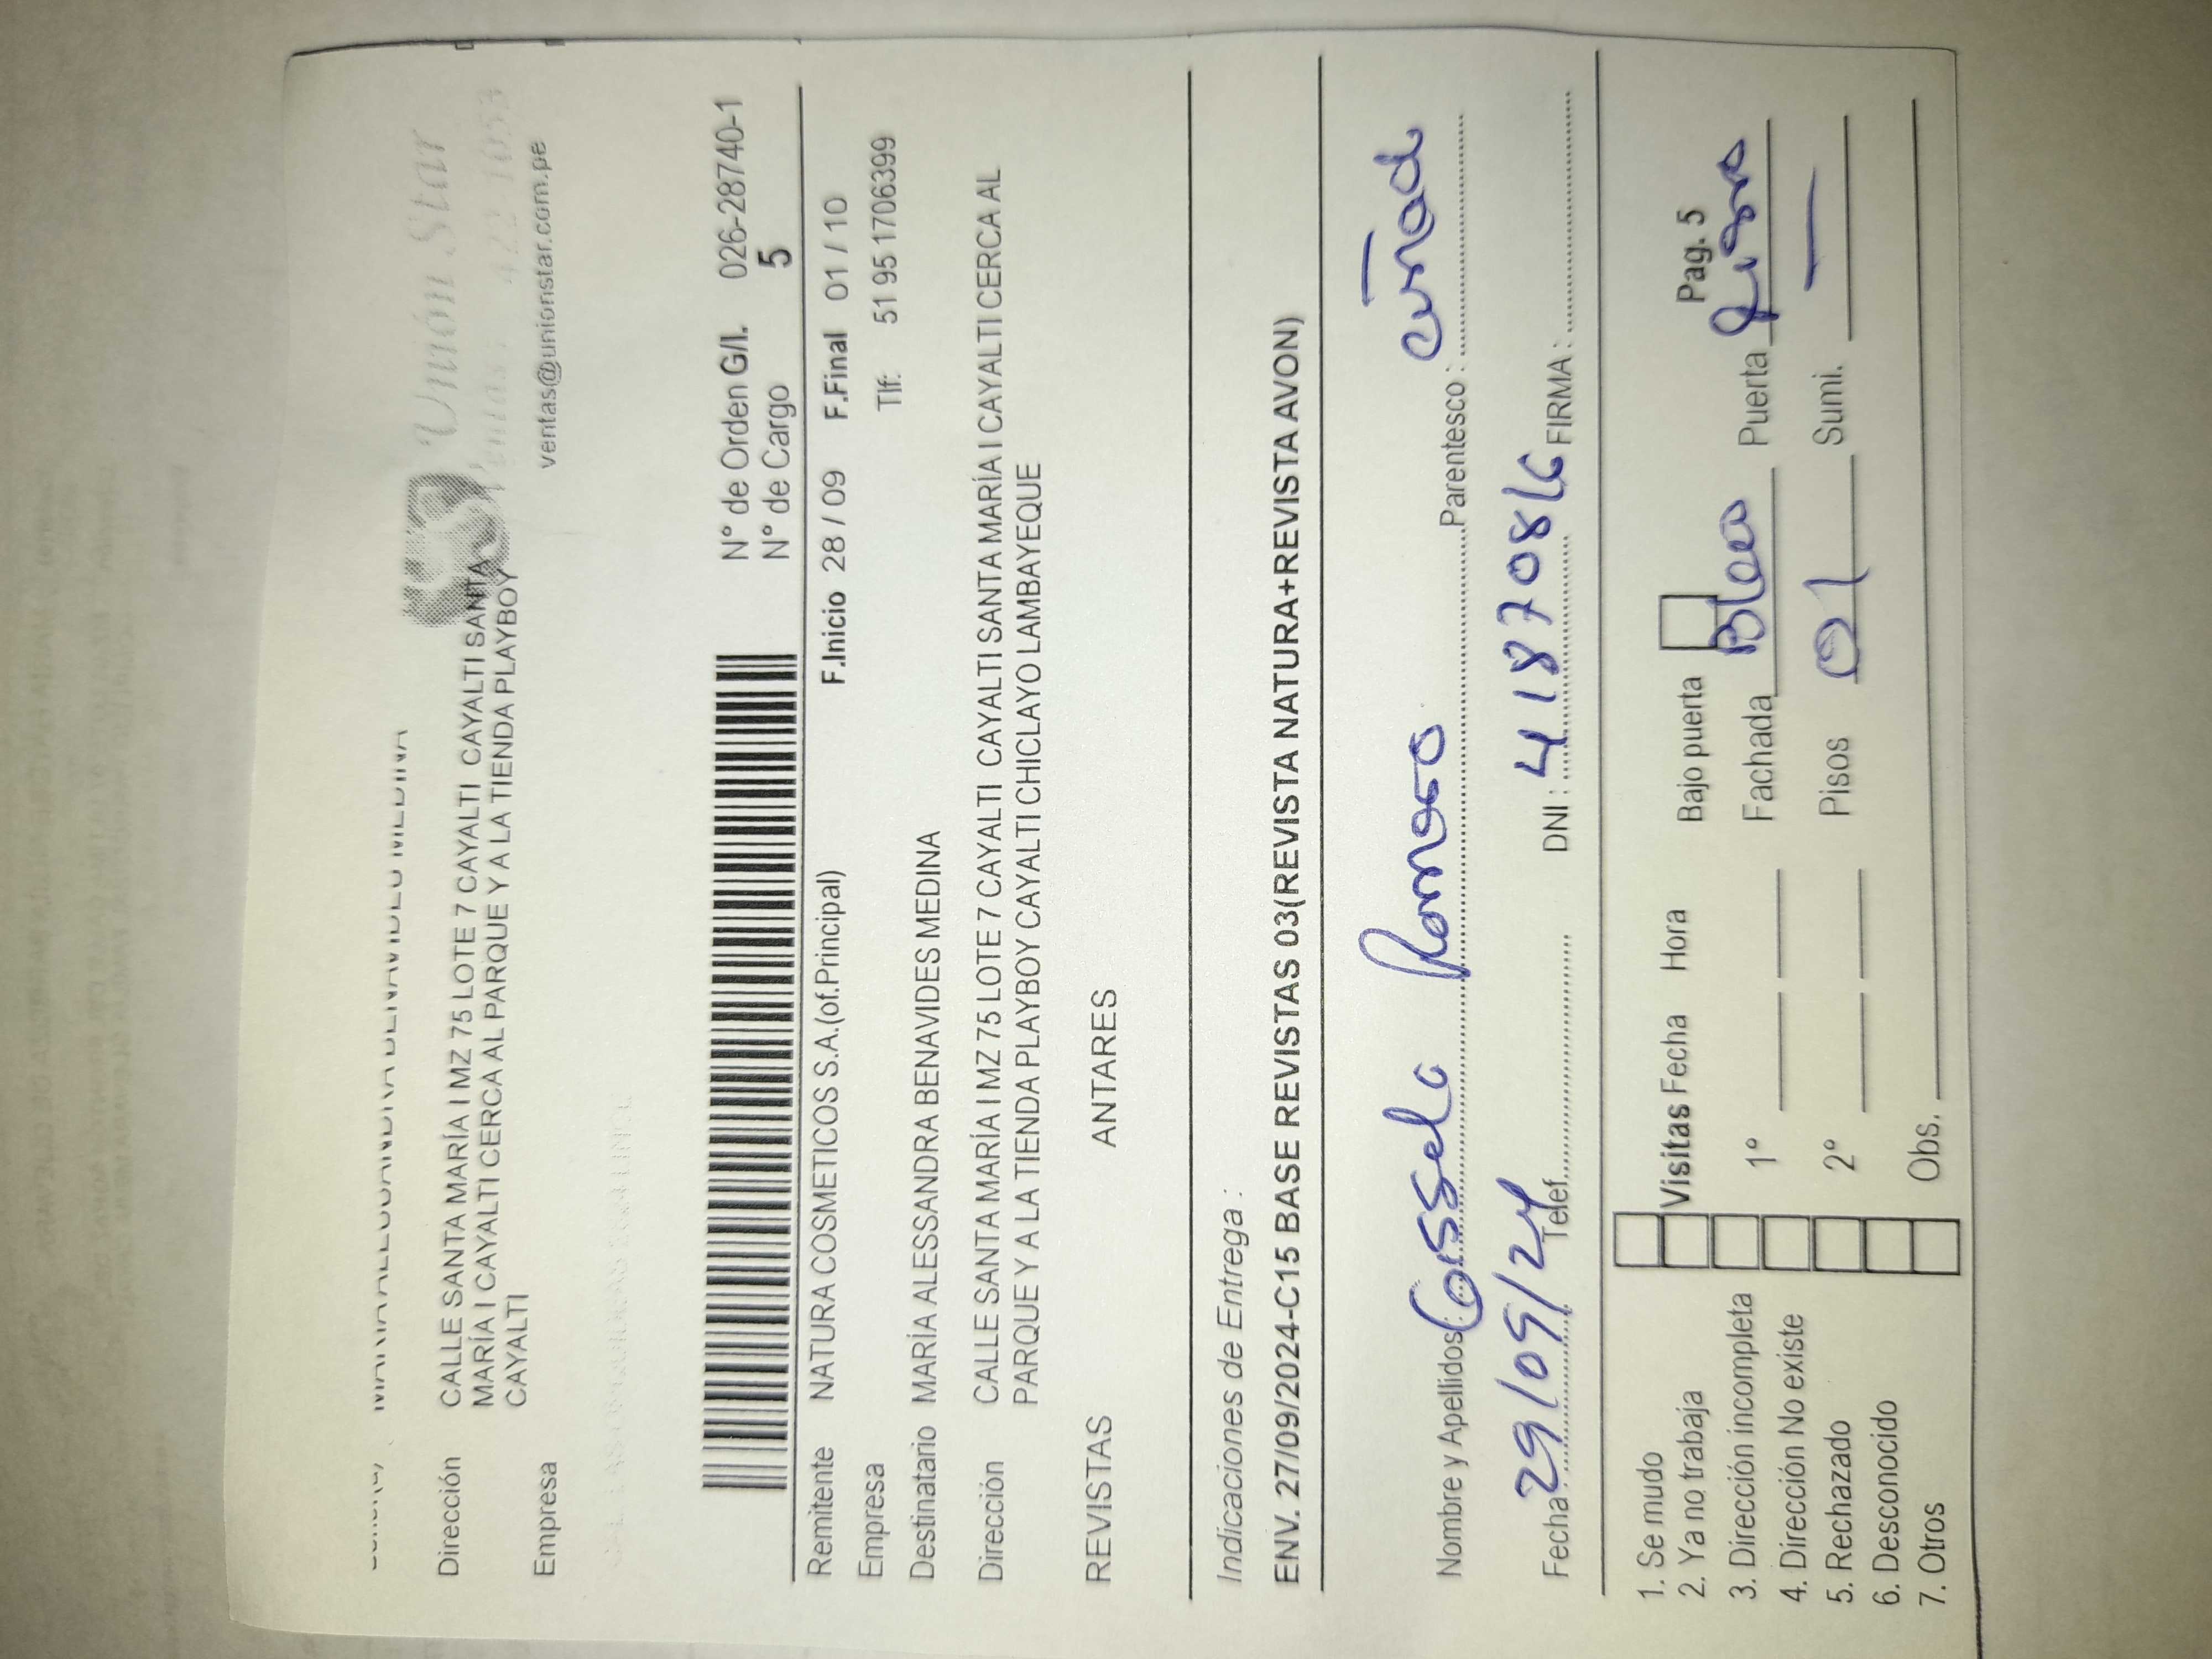 Unión Star
ventas@unionstar.com.pe
MARÍA ALESSANDRA BENAVIDES MEDINA
Dirección CALLE SANTA MARÍA I MZ 75 LOTE 7 CAYALTI CAYALTI SANTA
MARÍA I CAYALTI CERCA AL PARQUE Y A LA TIENDA PLAYBOY
CAYALTI
Empresa
N° de Orden G/I. 026-28740-1
N° de Cargo 5
Remitente NATURA COSMETICOS S.A.(of.Principal) F.Inicio 28 / 09 F.Final 01 / 10
Empresa Tlf: 51 951706399
Destinatario MARÍA ALESSANDRA BENAVIDES MEDINA
Dirección CALLE SANTA MARÍA I MZ 75 LOTE 7 CAYALTI CAYALTI SANTA MARÍA I CAYALTI CERCA AL
PARQUE Y A LA TIENDA PLAYBOY CAYALTI CHICLAYO LAMBAYEQUE
REVISTAS ANTARES
Indicaciones de Entrega :
ENV. 27/09/2024-C15 BASE REVISTAS 03(REVISTA NATURA+REVISTA AVON)
Nombre y Apellidos: Romero Parentesco : cuñad
Fecha: 29/09/24 Telef. DNI : 41870816 FIRMA :
1. Se mudo
2. Ya no trabaja Visitas Fecha Hora Bajo puerta Pag. 5
3. Dirección incompleta 1° Fachada Blanco Puerta
4. Dirección No existe
5. Rechazado 2° Pisos 01 Sumi. —
6. Desconocido
7. Otros Obs.